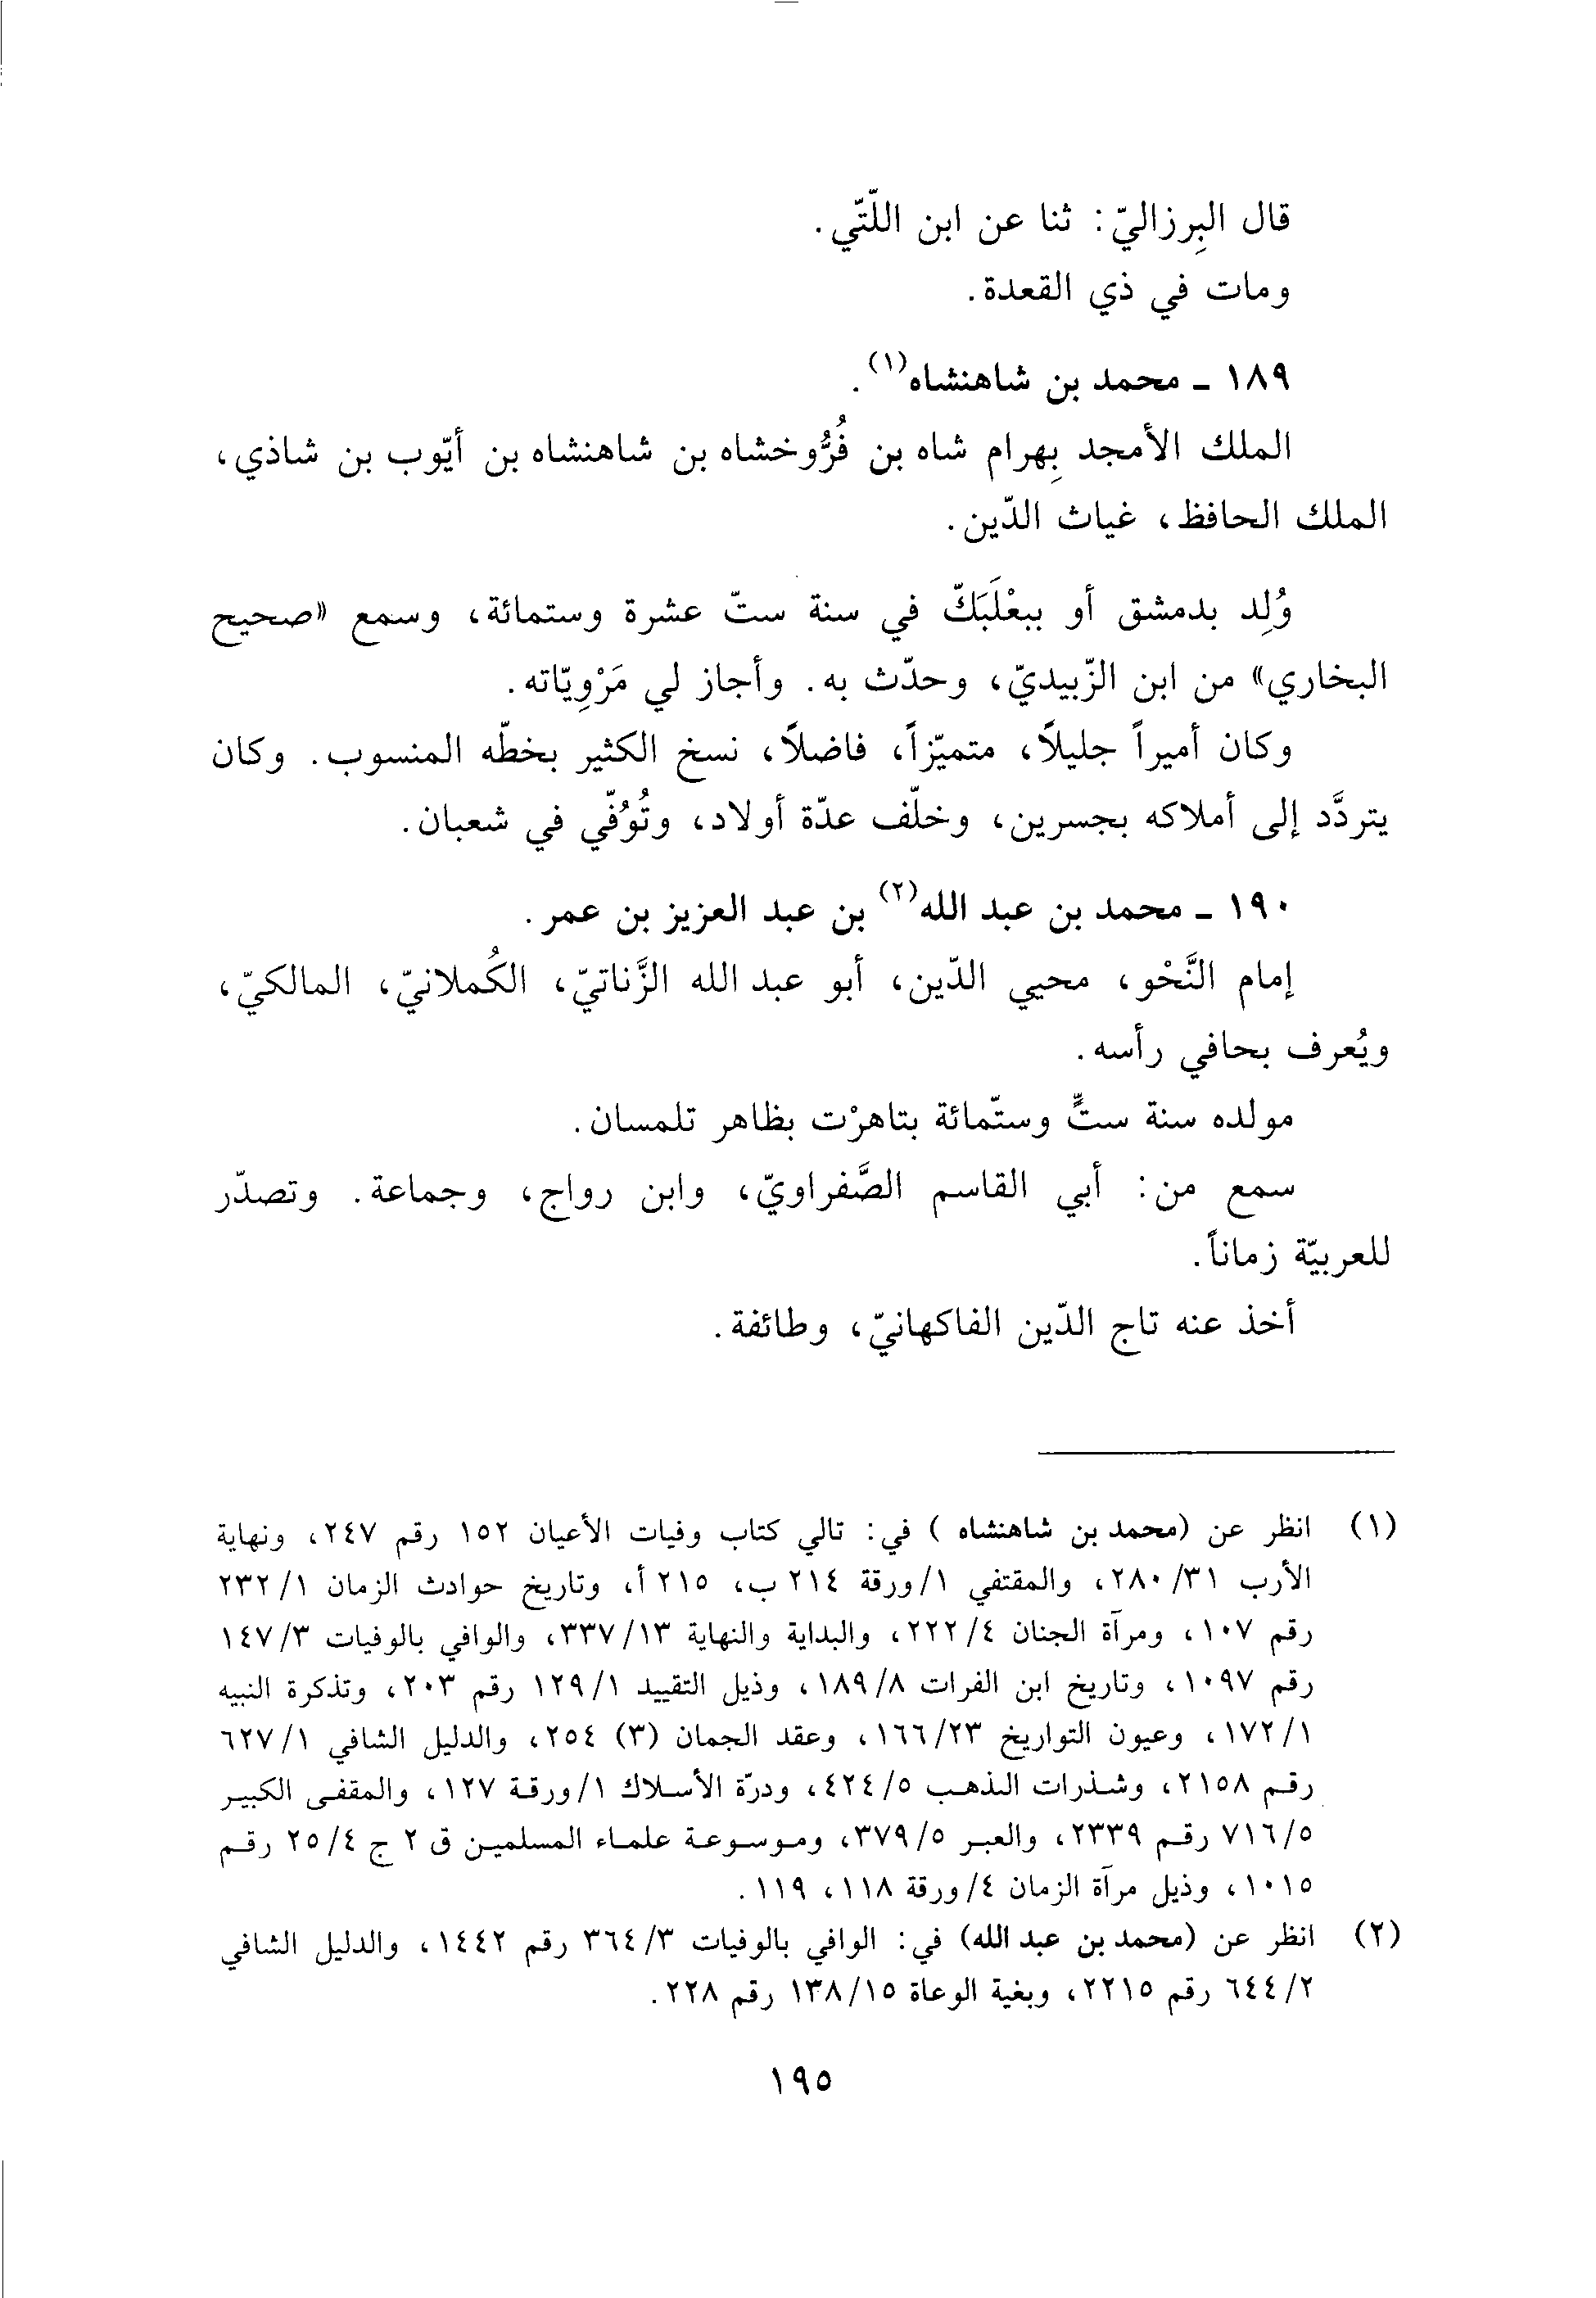 قال البِرزاليّ: ثنا عن ابن اللّتّي.
ومات في ذي القعدة.
١٨٩ ـ محمد بن شاهنشاه(١).
الملك الأمجد بِهرام شاه بن فُرُّوخشاه بن شاهنشاه بن أيّوب بن شاذي،
الملك الحافظ، غياث الدّين.
وُلِد بدمشق أو ببعْلَبَكّ في سنة ستّ عشرة وستمائة، وسمع «صحيح
البخاري» من ابن الزّبيديّ، وحدّث به. وأجاز لي مَرْوِيّاته.
وكان أميراً جليلاً، متميّزاً، فاضلاً، نسخ الكثير بخطّه المنسوب. وكان
يتردَّد إلى أملاكه بجسرين، وخلّف عدّة أولاد، وتُوُفّي في شعبان.
١٩٠ ـ محمد بن عبد الله(٢) بن عبد العزيز بن عمر.
إمام النَّحْو، محيي الدّين، أبو عبد الله الزَّناتيّ، الكُملانيّ، المالكيّ،
ويُعرف بحافي رأسه.
مولده سنة ستٍّ وستّمائة بتاهرْت بظاهر تلمسان.
سمع من: أبي القاسم الصَّفراويّ، وابن رواج، وجماعة. وتصدّر
للعربيّة زماناً.
أخذ عنه تاج الدّين الفاكهانيّ، وطائفة.
(١) انظر عن (محمد بن شاهنشاه ) في: تالي كتاب وفيات الأعيان ١٥٢ رقم ٢٤٧، ونهاية
الأرب ٣١/ ٢٨٠، والمقتفي ١/ورقة ٢١٤ ب، ٢١٥ أ، وتاريخ حوادث الزمان ١/ ٢٣٢
رقم ١٠٧، ومرآة الجنان ٤/ ٢٢٢، والبداية والنهاية ١٣/ ٣٣٧، والوافي بالوفيات ٣/ ١٤٧
رقم ١٠٩٧، وتاريخ ابن الفرات ٨/ ١٨٩، وذيل التقييد ١/ ١٢٩ رقم ٢٠٣، وتذكرة النبيه
١/ ١٧٢، وعيون التواريخ ٢٣/ ١٦٦، وعقد الجمان (٣) ٢٥٤، والدليل الشافي ١/ ٦٢٧
رقم ٢١٥٨، وشذرات الذهب ٥/ ٤٢٤، ودرّة الأسلاك ١/ورقة ١٢٧، والمقفى الكبير
٥/ ٧١٦ رقم ٢٣٣٩، والعبر ٥/ ٣٧٩، وموسوعة علماء المسلمين ق ٢ ج ٤/ ٢٥ رقم
١٠١٥، وذيل مرآة الزمان ٤/ورقة ١١٨، ١١٩.
(٢) انظر عن (محمد بن عبد الله) في: الوافي بالوفيات ٣/ ٣٦٤ رقم ١٤٤٢، والدليل الشافي
٢/ ٦٤٤ رقم ٢٢١٥، وبغية الوعاة ١٥/ ١٣٨ رقم ٢٢٨.
١٩٥